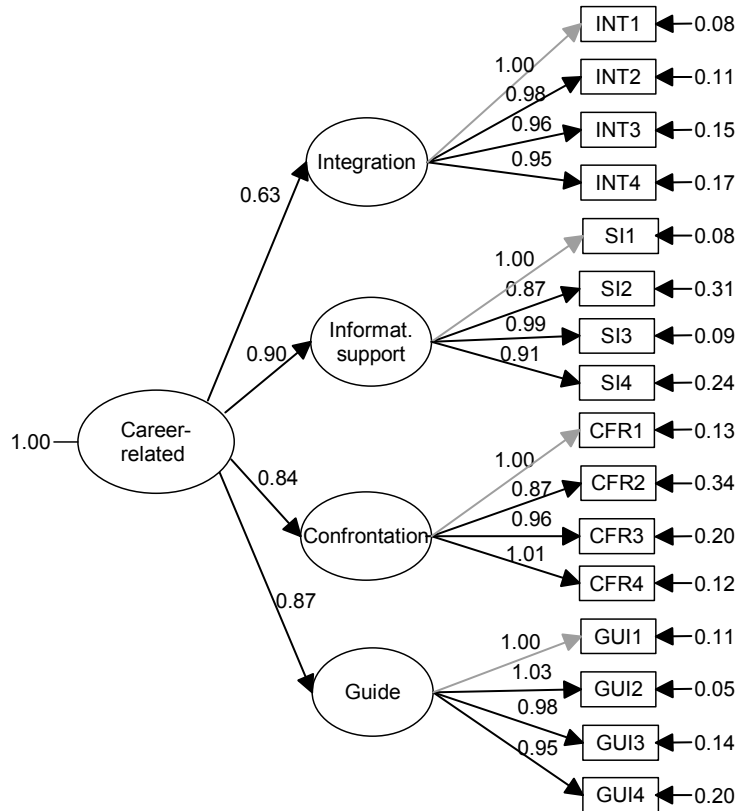 INT1
0.08
1.00
INT2
0.11
0.98
INT3
0.15
0.96
INT4
0.17
0.95
Integration
0.63
SI1
0.08
1.00
SI2
0.31
0.87
SI3
0.09
0.99
SI4
0.24
0.91
Informat.
support
0.90
1.00
Career-
related
CFR1
0.13
1.00
CFR2
0.34
0.87
CFR3
0.20
0.96
CFR4
0.12
1.01
Confrontation
0.84
0.87
GUI1
0.11
1.00
GUI2
0.05
1.03
GUI3
0.14
0.98
GUI4
0.20
0.95
Guide